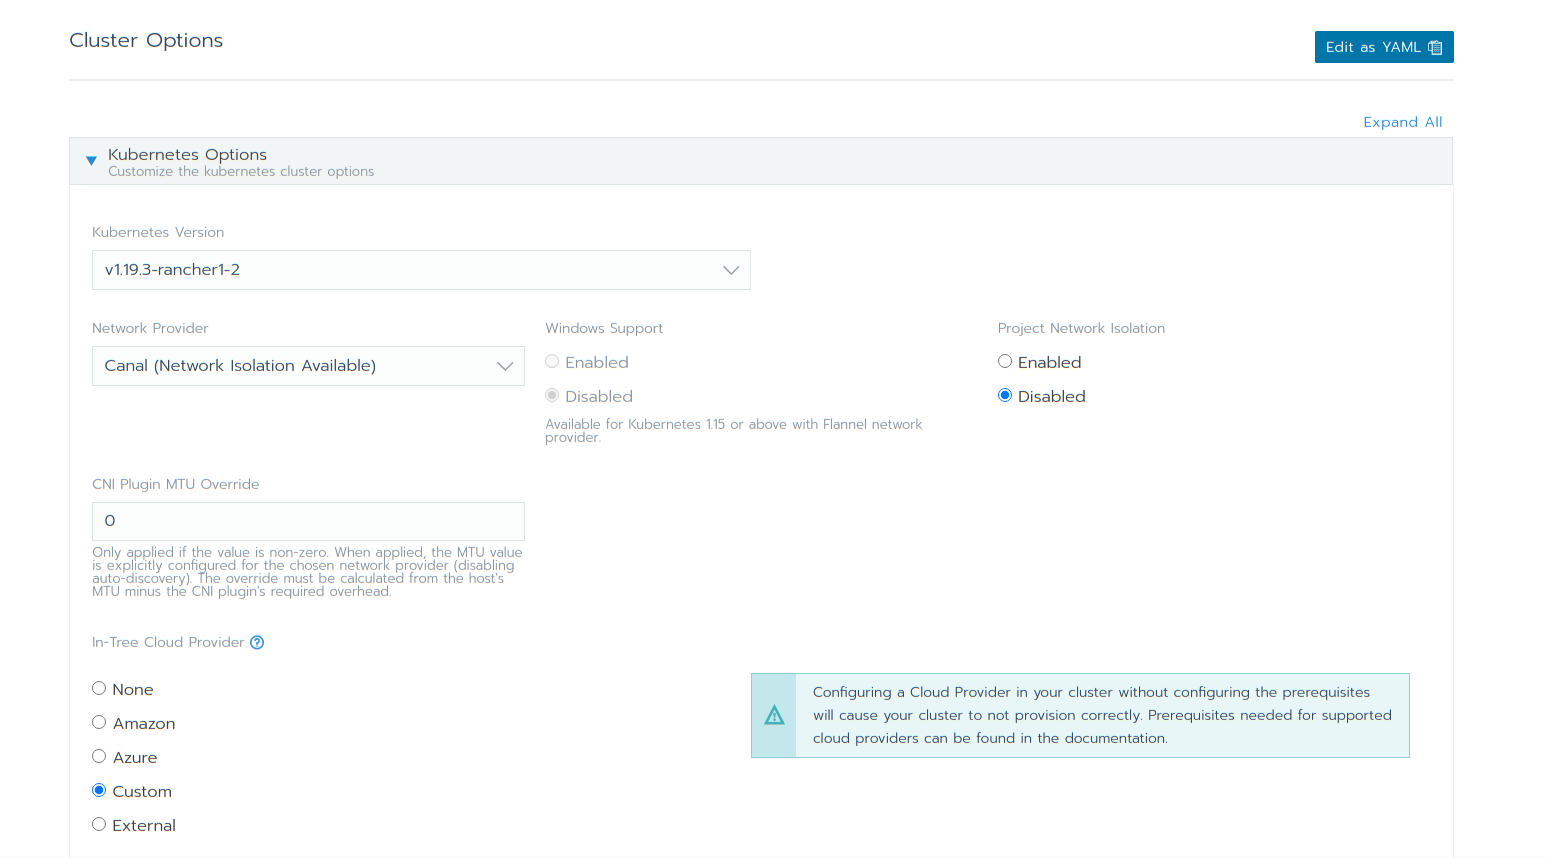 Cluster Options
Edit as YAML
Expand All
Kubernetes Options
Customize the kubernetes cluster options
Kubernetes Version
v1.19.3-rancher1-2
Network Provider
Canal (Network Isolation Available)
Windows Support
Enabled
Disabled
Available for Kubernetes 1.15 or above with Flannel network
provider.
Project Network Isolation
Enabled
Disabled
CNI Plugin MTU Override
0
Only applied if the value is non-zero. When applied, the MTU value
is explicitly configured for the chosen network provider (disabling
auto-discovery). The override must be calculated from the host's
MTU minus the CNI plugin's required overhead.
In-Tree Cloud Provider
None
Amazon
Azure
Custom
External
Configuring a Cloud Provider in your cluster without configuring the prerequisites
will cause your cluster to not provision correctly. Prerequisites needed for supported
cloud providers can be found in the documentation.